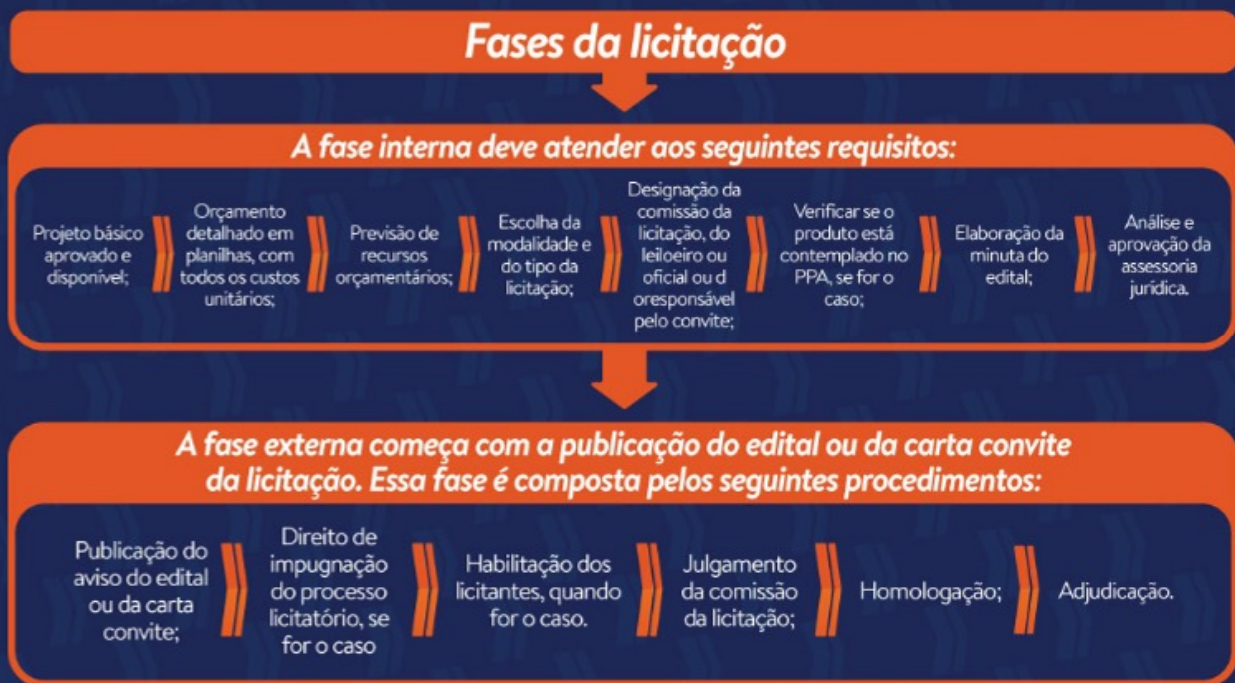 Fases da licitação
A fase interna deve atender aos seguintes requisitos:
Projeto básico
aprovado e
disponível;
Orçamento
detalhado em
planilhas, com
todos os custos
unitários;
Previsão de
recursos
orçamentários;
Escolha da
modalidade e
do tipo da
licitação;
Designação da
comissão da
licitação, do
leiloeiro ou
oficial ou d
oresponsável
pelo convite;
Verificar se o
produto está
contemplado no
PPA, se for o
caso;
Elaboração da
minuta do
edital;
Análise e
aprovação da
assessoria
jurídica.
A fase externa começa com a publicação do edital ou da carta convite
da licitação. Essa fase é composta pelos seguintes procedimentos:
Publicação do
aviso do edital
ou da carta
convite;
Direito de
impugnação
do processo
licitatório, se
for o caso
Habilitação dos
licitantes, quando
for o caso.
Julgamento
da comissão
da licitação;
Homologação;
Adjudicação.